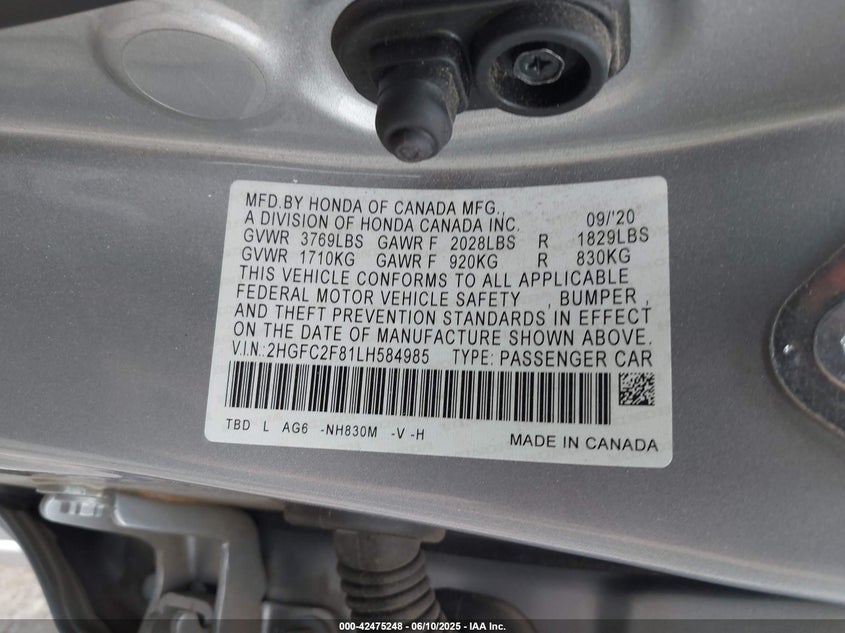 MFD.BY HONDA OF CANADA MFG.,
A DIVISION OF HONDA CANADA INC. 09/'20
GVWR 3769LBS GAWR F 2028LBS R 1829LBS
GVWR 1710KG GAWR F 920KG R 830KG
THIS VEHICLE CONFORMS TO ALL APPLICABLE
FEDERAL MOTOR VEHICLE SAFETY , BUMPER ,
AND THEFT PREVENTION STANDARDS IN EFFECT
ON THE DATE OF MANUFACTURE SHOWN ABOVE.
V.I.N.:2HGFC2F81LH584985 TYPE: PASSENGER CAR
TBD L AG6 -NH830M -V -H
MADE IN CANADA
000-42475248 - 06/10/2025 - © IAA Inc.